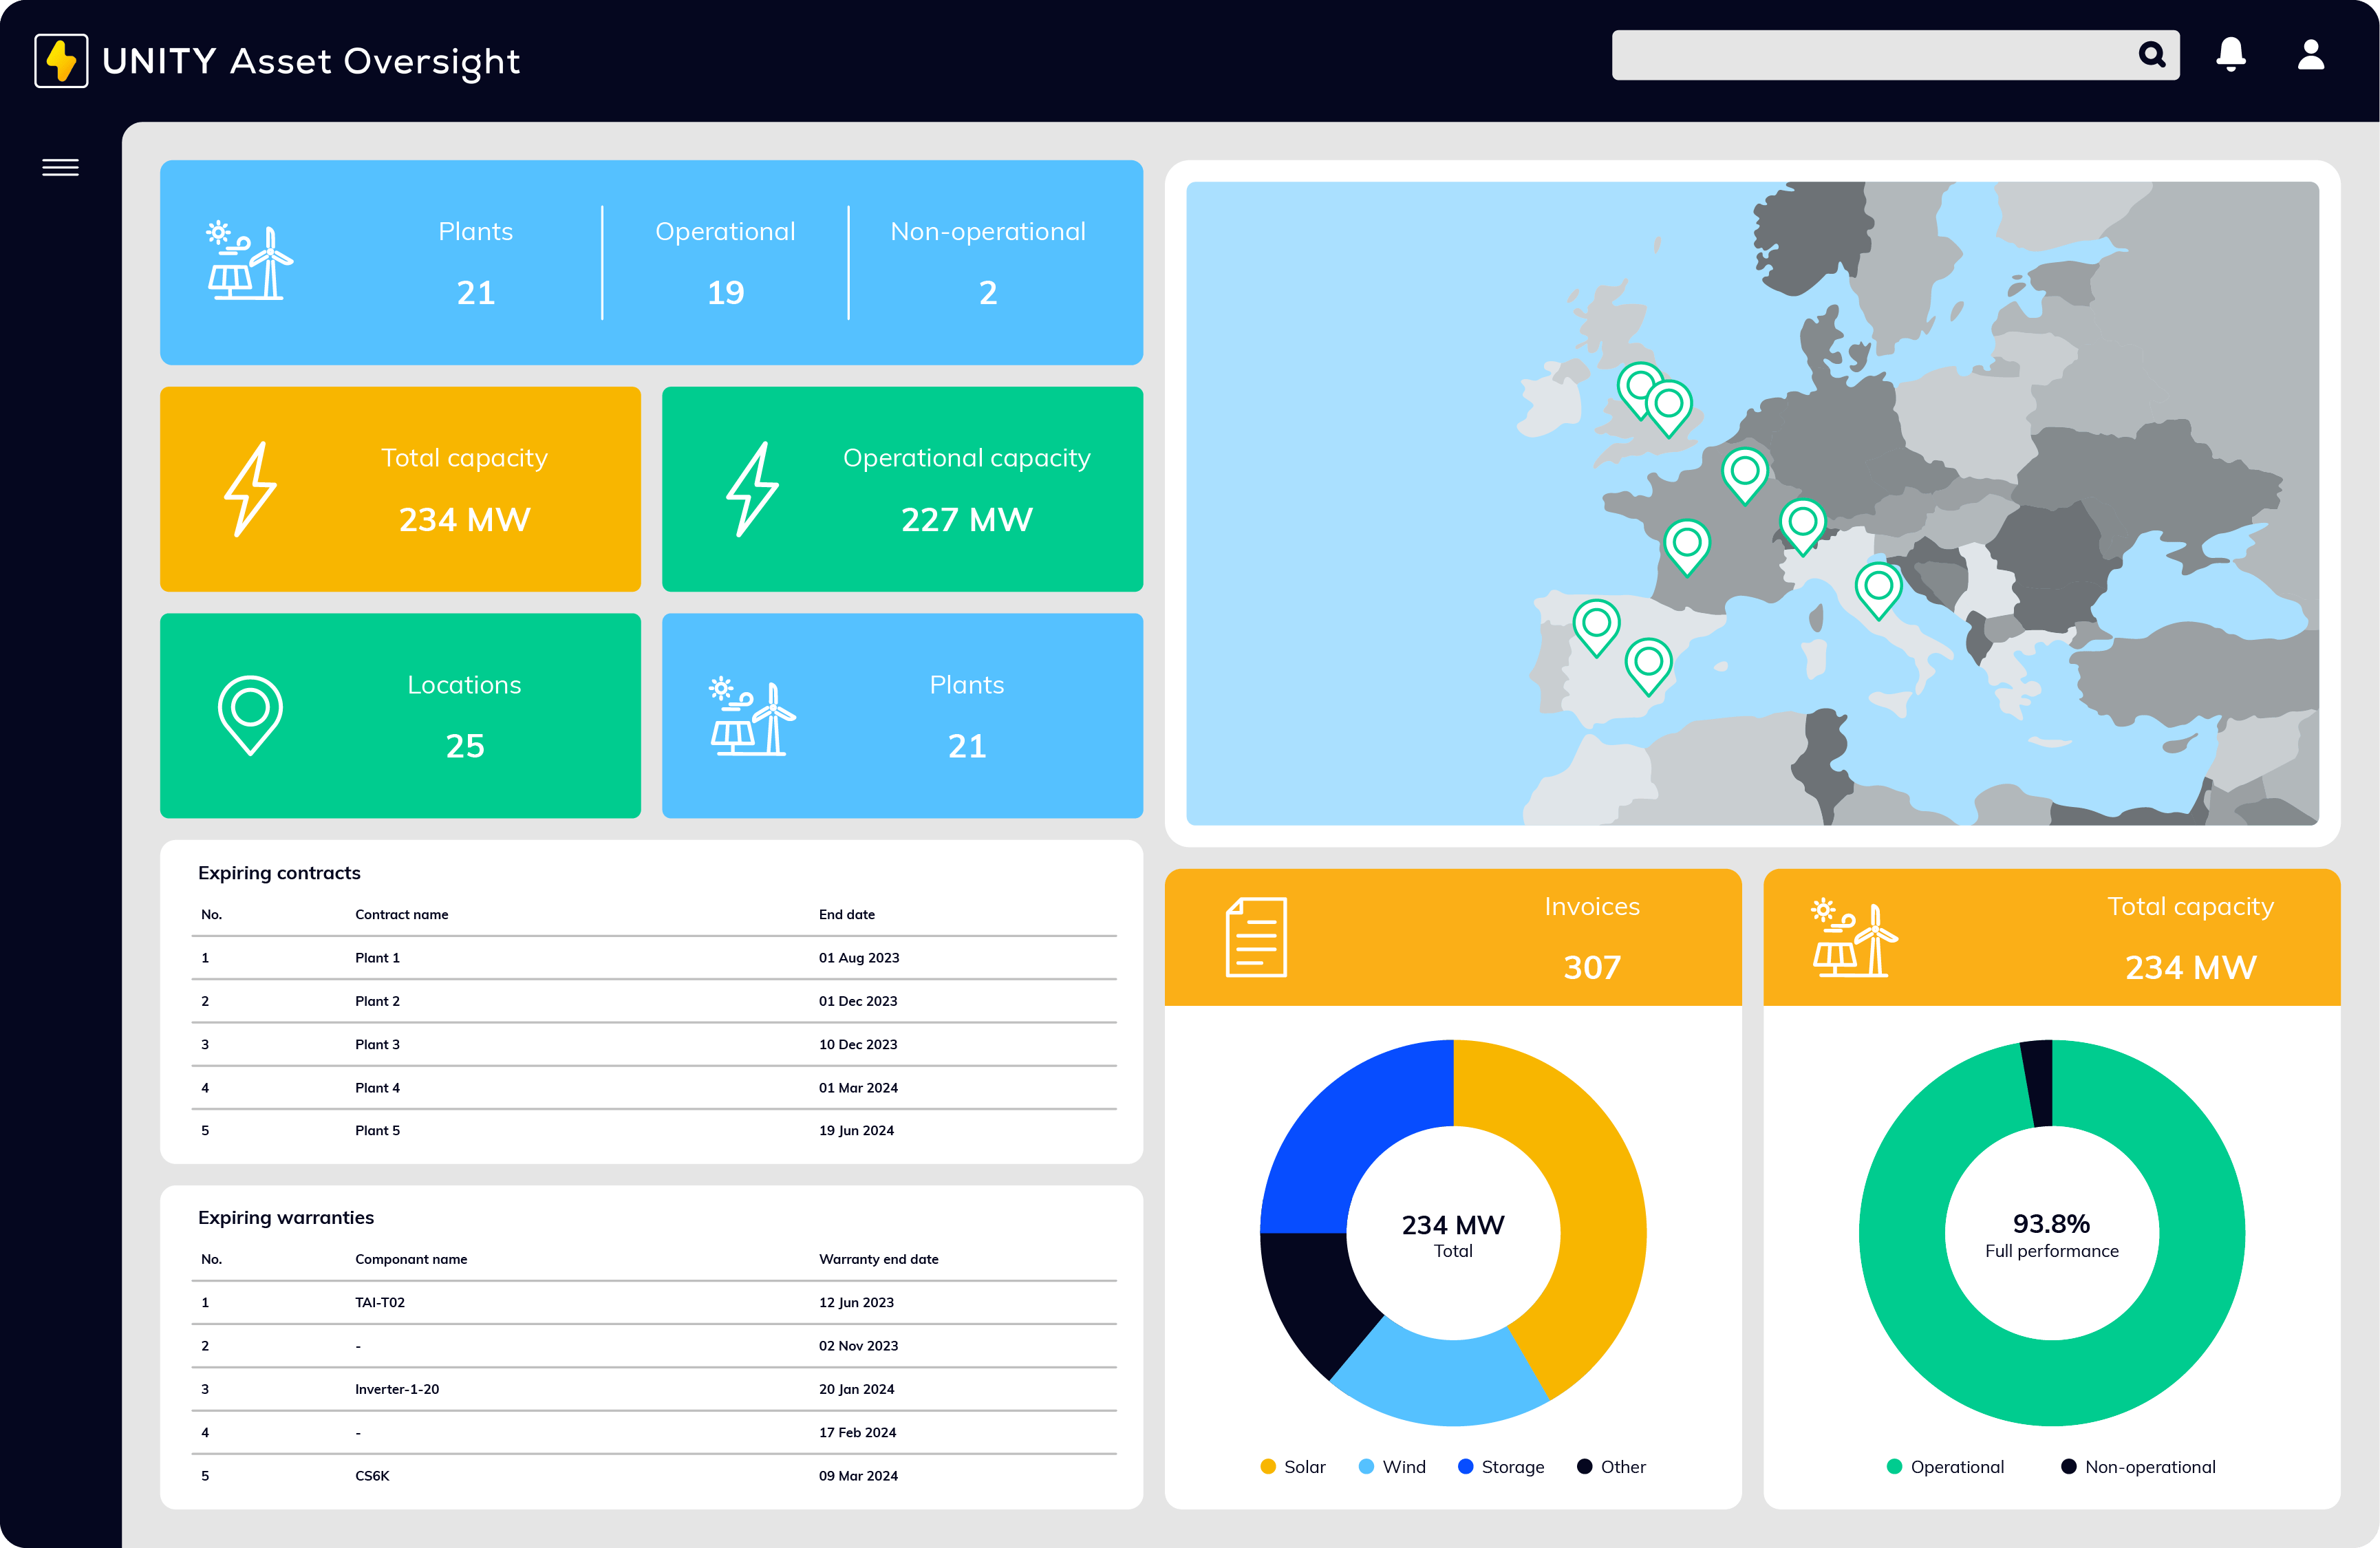 UNITY Asset Oversight
Plants
21
Operational
19
Non-operational
2
Total capacity
234 MW
Operational capacity
227 MW
Locations
25
Plants
21
Expiring contracts
No. Contract name End date
1 Plant 1 01 Aug 2023
2 Plant 2 01 Dec 2023
3 Plant 3 10 Dec 2023
4 Plant 4 01 Mar 2024
5 Plant 5 19 Jun 2024
Expiring warranties
No. Componant name Warranty end date
1 TAI-T02 12 Jun 2023
2 - 02 Nov 2023
3 Inverter-1-20 20 Jan 2024
4 - 17 Feb 2024
5 CS6K 09 Mar 2024
Invoices
307
234 MW
Total
Solar Wind Storage Other
Total capacity
234 MW
93.8%
Full performance
Operational Non-operational